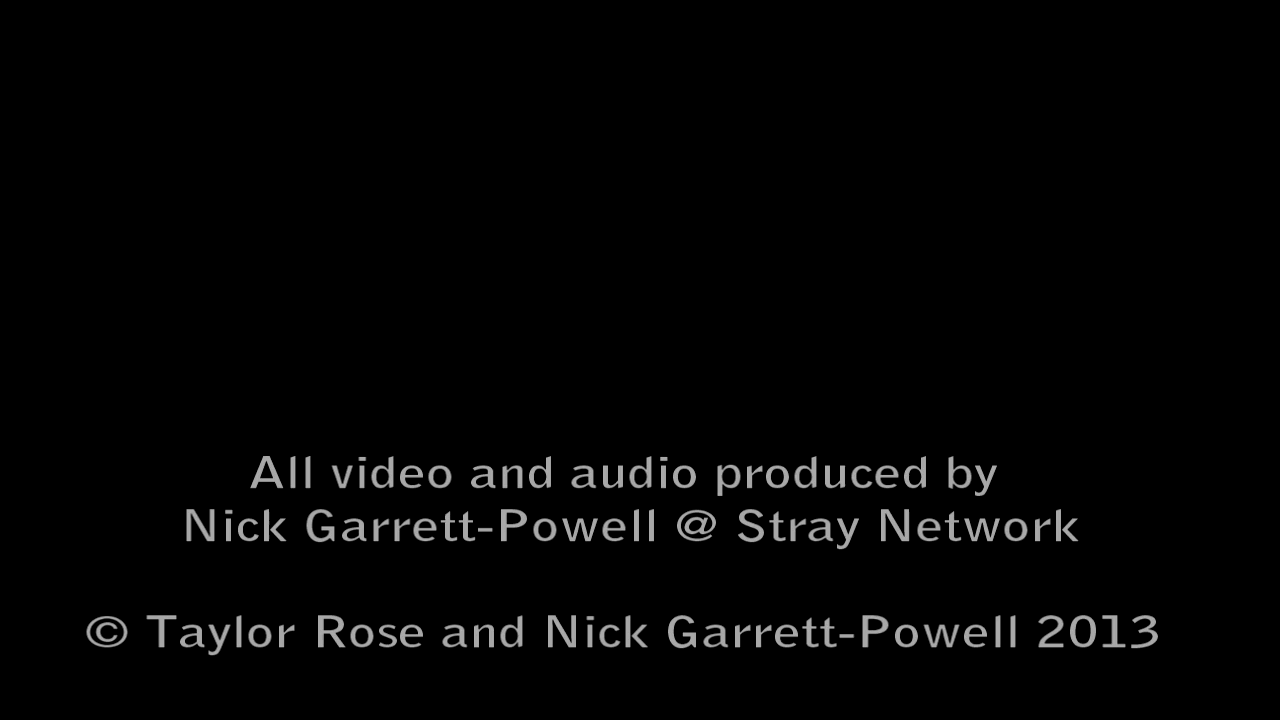 All video and audio produced by
Nick Garrett-Powell @ Stray Network
© Taylor Rose and Nick Garrett-Powell 2013